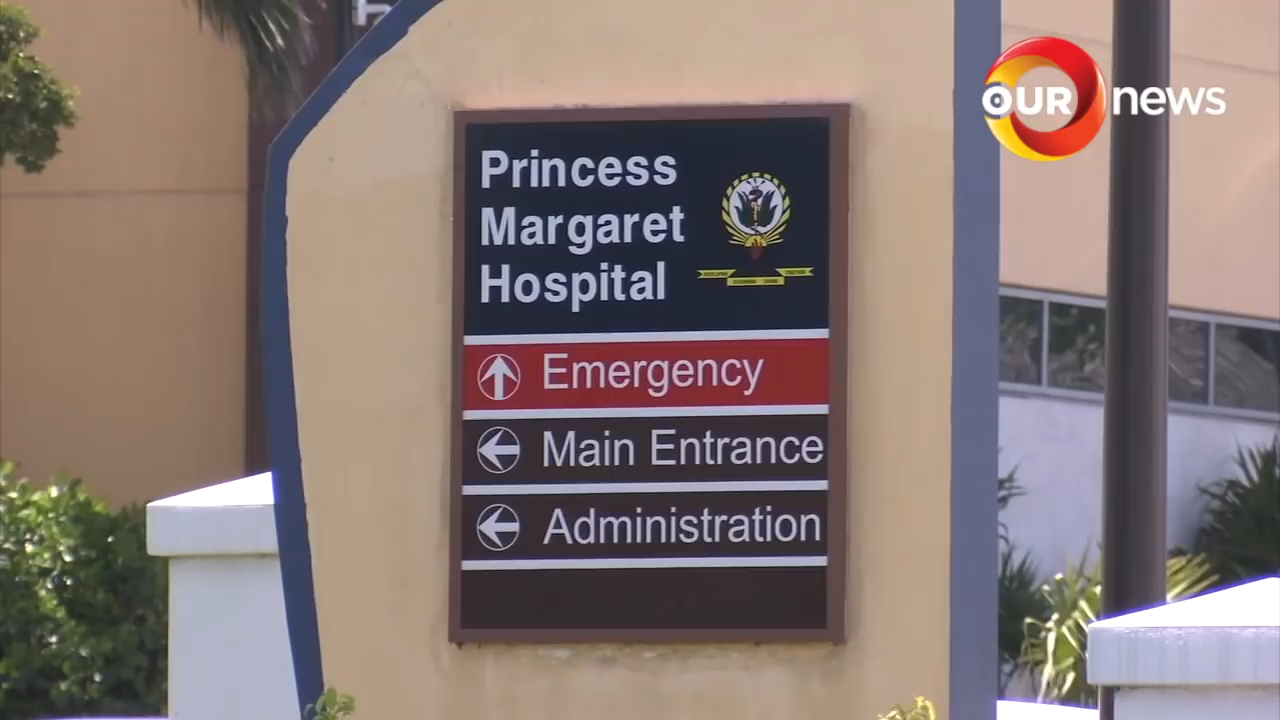 OUR news
Princess
Margaret
Hospital
Emergency
Main Entrance
Administration